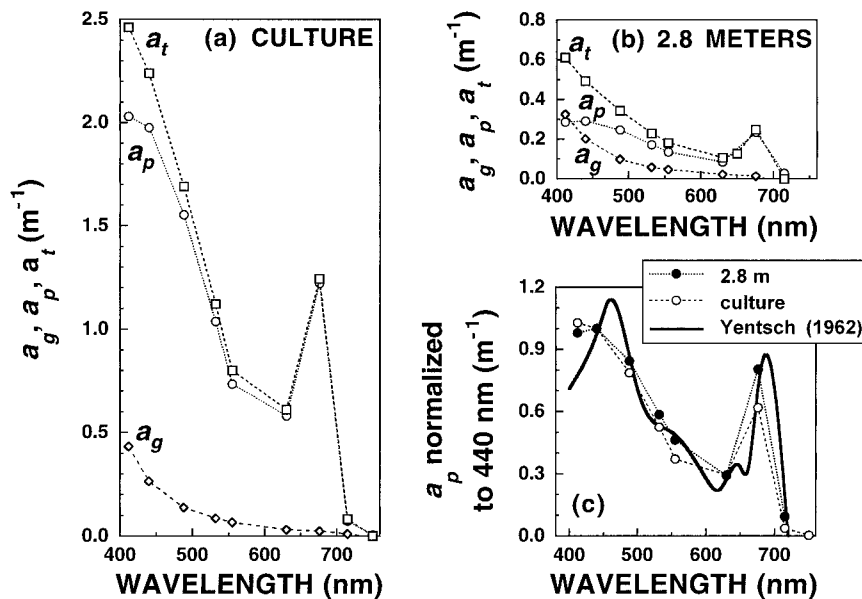 (a) CULTURE
a_t
a_p
a_g
a_g, a_p, a_t (m⁻¹)
2.5
2.0
1.5
1.0
0.5
0.0
400 500 600 700
WAVELENGTH (nm)
(b) 2.8 METERS
a_t
a_p
a_g
a_g, a_p, a_t (m⁻¹)
0.8
0.6
0.4
0.2
0.0
400 500 600 700
WAVELENGTH (nm)
2.8 m
culture
Yentsch (1962)
a_p normalized
to 440 nm (m⁻¹)
1.2
0.9
0.6
0.3
0.0
(c)
400 500 600 700
WAVELENGTH (nm)